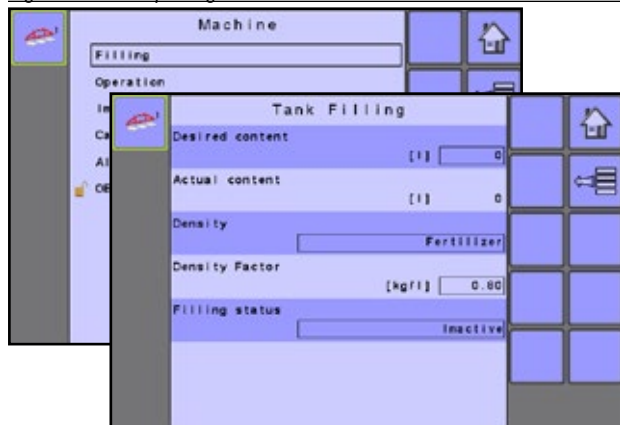 Machine
Filling
Operation
Tank Filling
Desired content
[l] 0
Actual content
[l] 0
Density
Fertilizer
Density Factor
[kg/l] 0.80
Filling status
Inactive